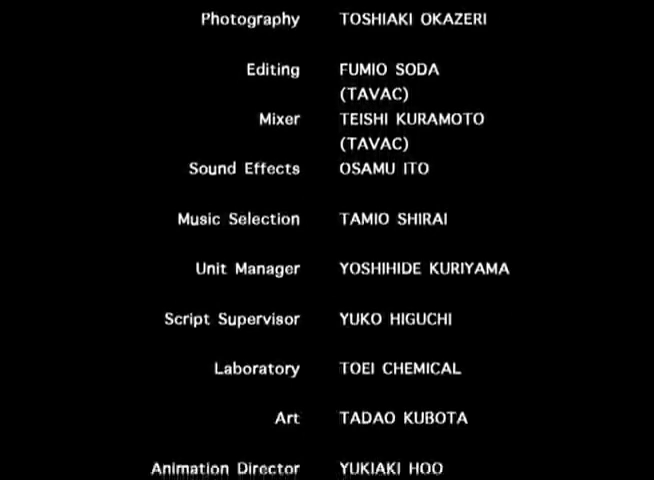 Photography TOSHIAKI OKAZERI
Editing FUMIO SODA
(TAVAC)
Mixer TEISHI KURAMOTO
(TAVAC)
Sound Effects OSAMU ITO
Music Selection TAMIO SHIRAI
Unit Manager YOSHIHIDE KURIYAMA
Script Supervisor YUKO HIGUCHI
Laboratory TOEI CHEMICAL
Art TADAO KUBOTA
Animation Director YUKIAKI HOO